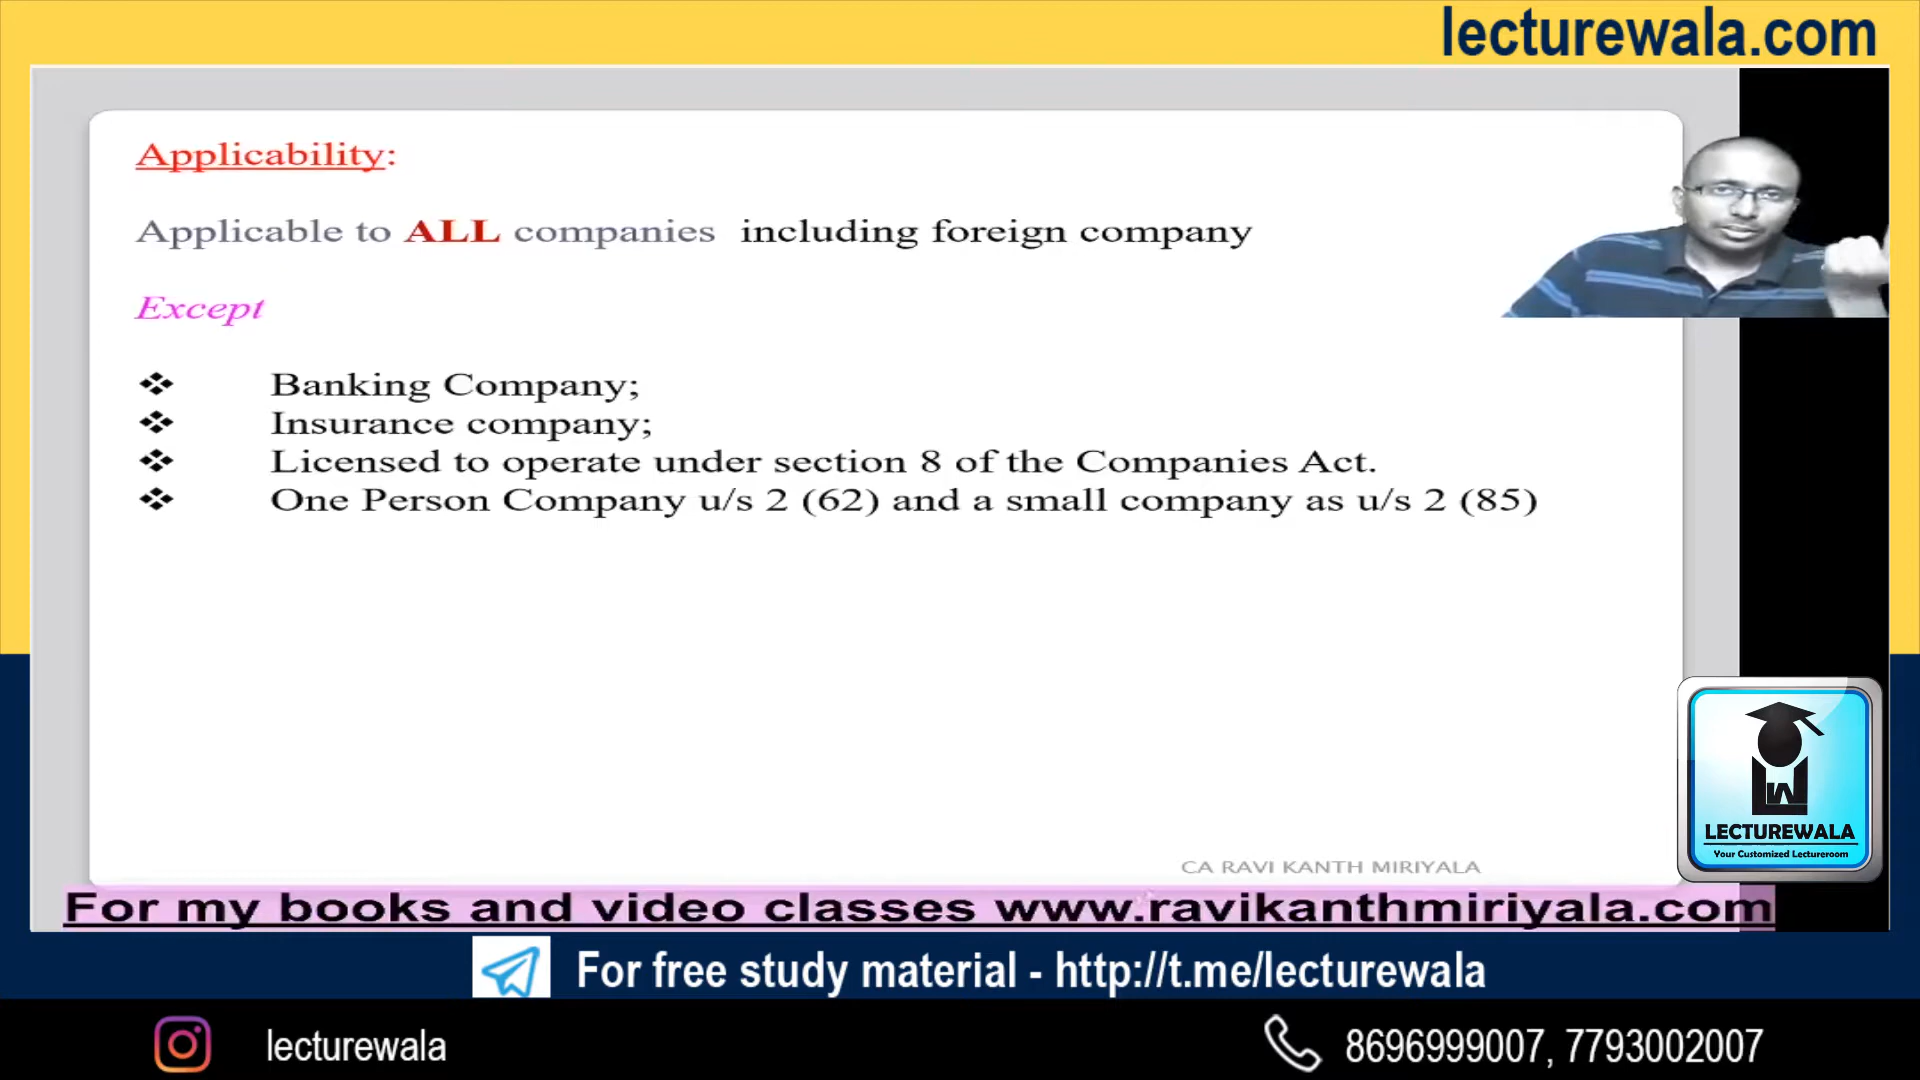 lecturewala.com
Applicability:
Applicable to ALL companies including foreign company
Except
❖ Banking Company;
❖ Insurance company;
❖ Licensed to operate under section 8 of the Companies Act.
❖ One Person Company u/s 2 (62) and a small company as u/s 2 (85)
LECTUREWALA
Your Customized Lectureroom
CA RAVI KANTH MIRIYALA
For my books and video classes www.ravikanthmiriyala.com
For free study material - http://t.me/lecturewala
lecturewala
8696999007, 7793002007